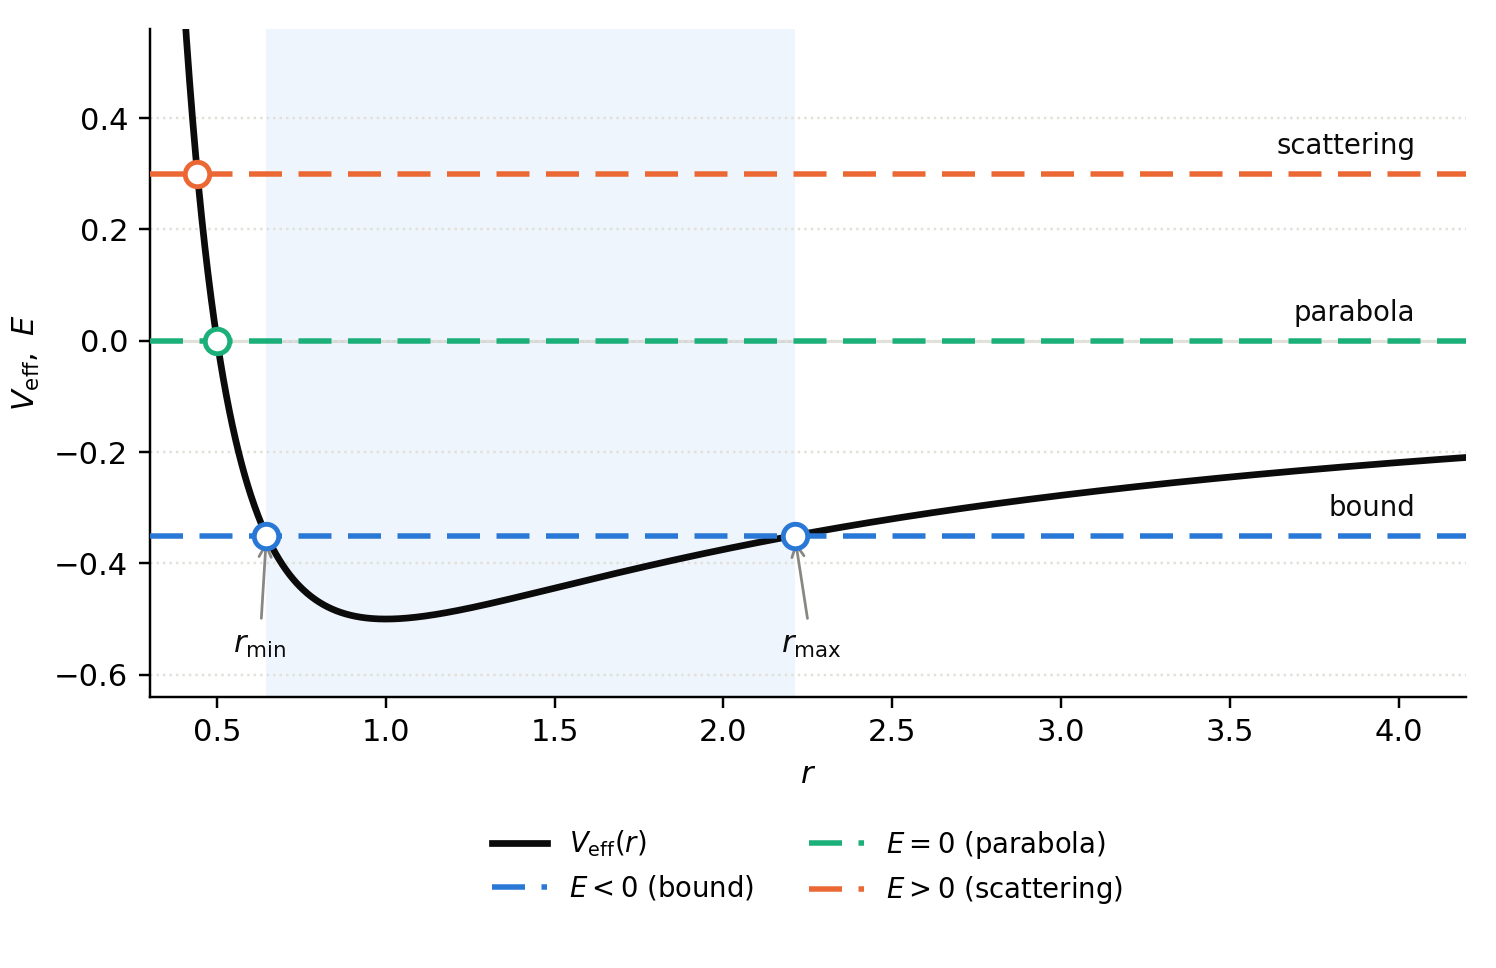 0.4
0.2
0.0
−0.2
−0.4
−0.6
V_eff, E
scattering
parabola
bound
r_min
r_max
0.5 1.0 1.5 2.0 2.5 3.0 3.5 4.0
r
V_eff(r)
E < 0 (bound)
E = 0 (parabola)
E > 0 (scattering)